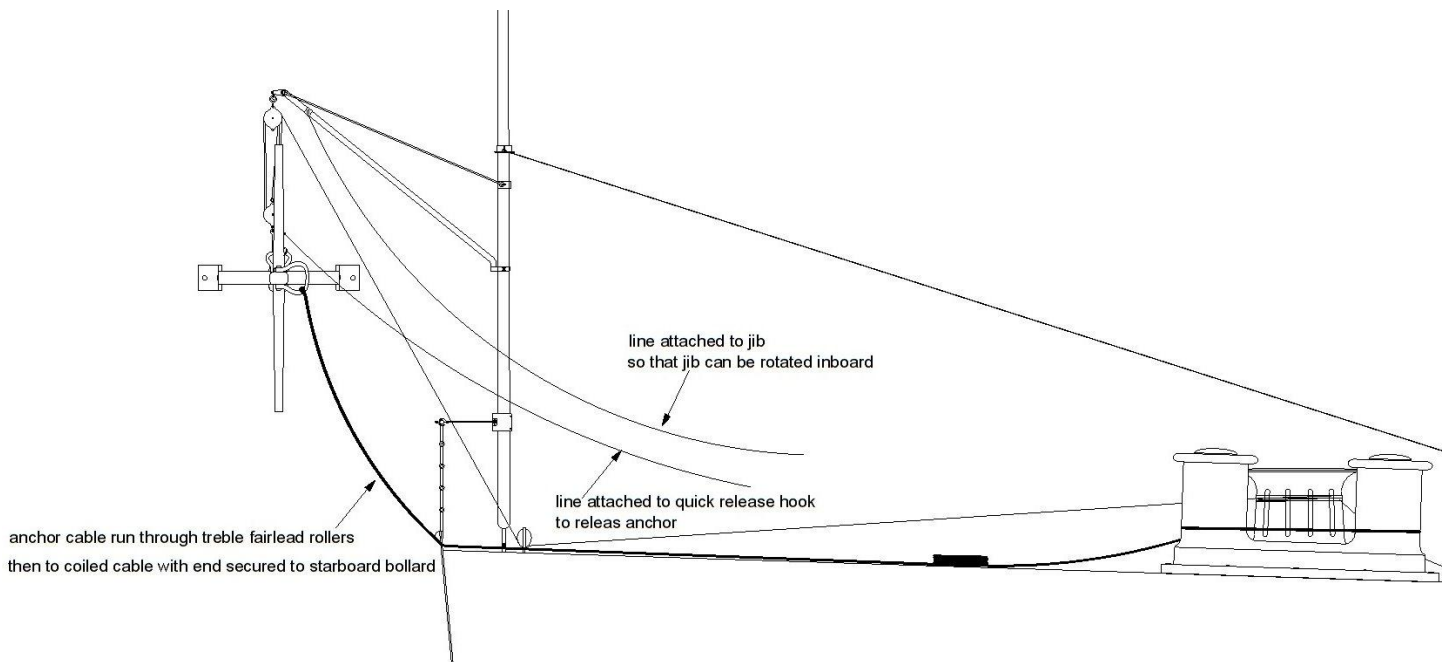 line attached to jib
so that jib can be rotated inboard
line attached to quick release hook
to releas anchor
anchor cable run through treble fairlead rollers
then to coiled cable with end secured to starboard bollard